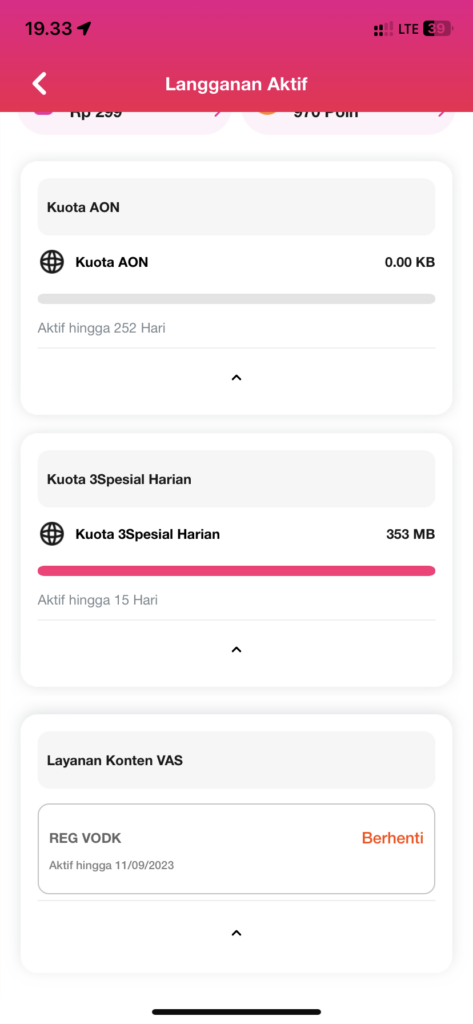 19.33
LTE 39
Langganan Aktif
Rp 299
970 Poin
Kuota AON
Kuota AON 0.00 KB
Aktif hingga 252 Hari
Kuota 3Spesial Harian
Kuota 3Spesial Harian 353 MB
Aktif hingga 15 Hari
Layanan Konten VAS
REG VODK Berhenti
Aktif hingga 11/09/2023